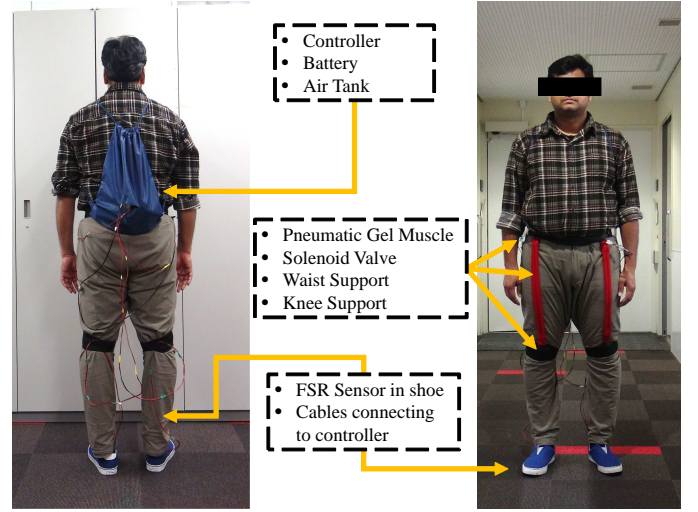 • Controller
• Battery
• Air Tank
• Pneumatic Gel Muscle
• Solenoid Valve
• Waist Support
• Knee Support
• FSR Sensor in shoe
• Cables connecting
to controller